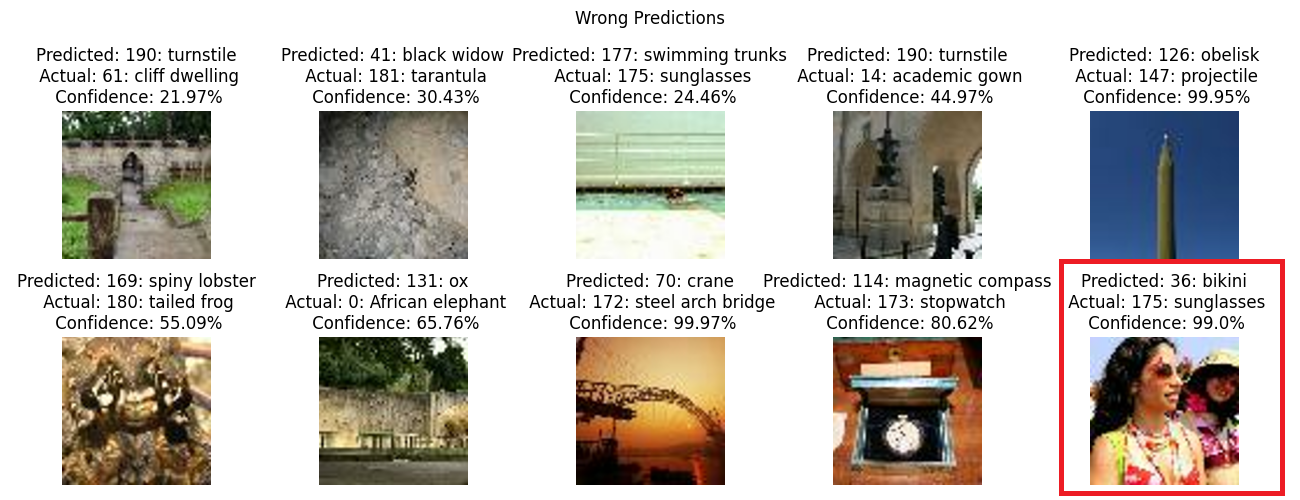 Wrong Predictions
Predicted: 190: turnstile
Actual: 61: cliff dwelling
Confidence: 21.97%
Predicted: 41: black widow
Actual: 181: tarantula
Confidence: 30.43%
Predicted: 177: swimming trunks
Actual: 175: sunglasses
Confidence: 24.46%
Predicted: 190: turnstile
Actual: 14: academic gown
Confidence: 44.97%
Predicted: 126: obelisk
Actual: 147: projectile
Confidence: 99.95%
Predicted: 169: spiny lobster
Actual: 180: tailed frog
Confidence: 55.09%
Predicted: 131: ox
Actual: 0: African elephant
Confidence: 65.76%
Predicted: 70: crane
Actual: 172: steel arch bridge
Confidence: 99.97%
Predicted: 114: magnetic compass
Actual: 173: stopwatch
Confidence: 80.62%
Predicted: 36: bikini
Actual: 175: sunglasses
Confidence: 99.0%